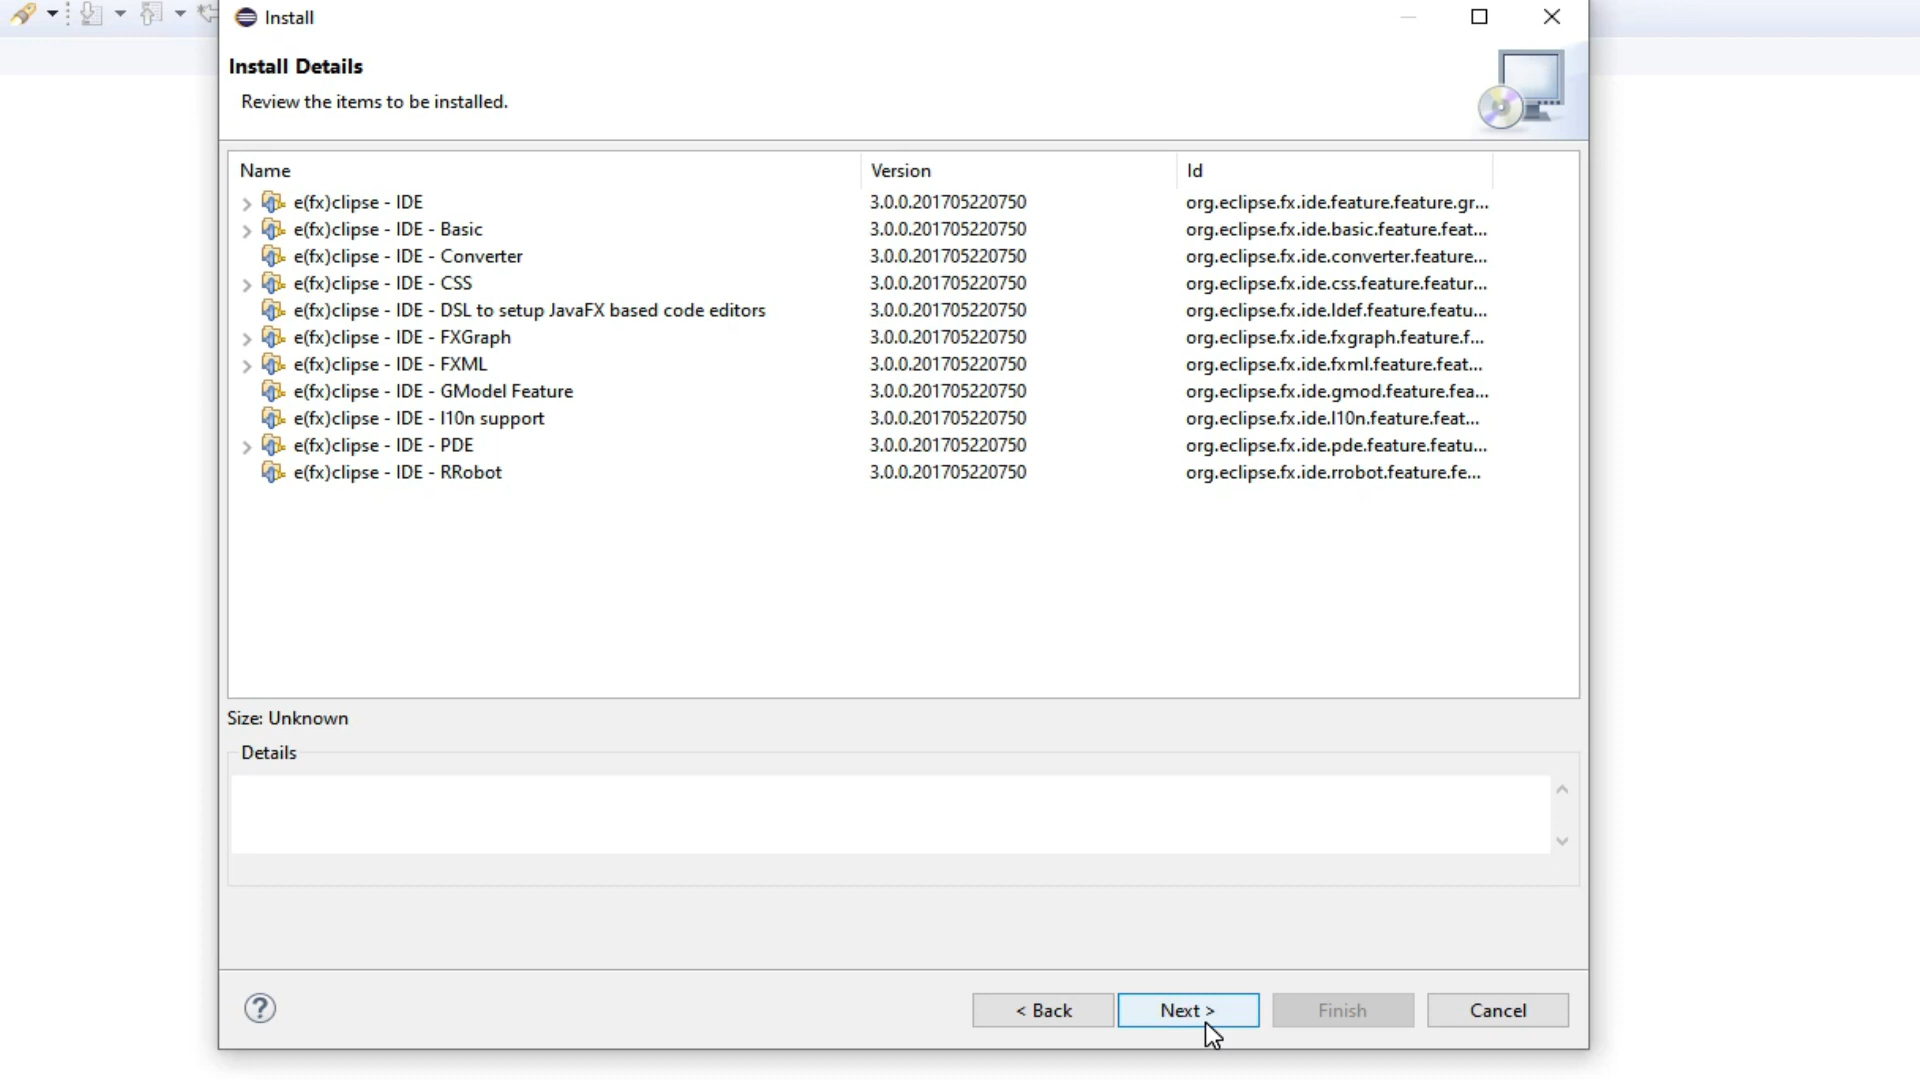 Install
Install Details
Review the items to be installed.
Name Version Id
e(fx)clipse - IDE 3.0.0.201705220750 org.eclipse.fx.ide.feature.feature.gr...
e(fx)clipse - IDE - Basic 3.0.0.201705220750 org.eclipse.fx.ide.basic.feature.feat...
e(fx)clipse - IDE - Converter 3.0.0.201705220750 org.eclipse.fx.ide.converter.feature...
e(fx)clipse - IDE - CSS 3.0.0.201705220750 org.eclipse.fx.ide.css.feature.featur...
e(fx)clipse - IDE - DSL to setup JavaFX based code editors 3.0.0.201705220750 org.eclipse.fx.ide.ldef.feature.featu...
e(fx)clipse - IDE - FXGraph 3.0.0.201705220750 org.eclipse.fx.ide.fxgraph.feature.f...
e(fx)clipse - IDE - FXML 3.0.0.201705220750 org.eclipse.fx.ide.fxml.feature.feat...
e(fx)clipse - IDE - GModel Feature 3.0.0.201705220750 org.eclipse.fx.ide.gmod.feature.fea...
e(fx)clipse - IDE - l10n support 3.0.0.201705220750 org.eclipse.fx.ide.l10n.feature.feat...
e(fx)clipse - IDE - PDE 3.0.0.201705220750 org.eclipse.fx.ide.pde.feature.featu...
e(fx)clipse - IDE - RRobot 3.0.0.201705220750 org.eclipse.fx.ide.rrobot.feature.fe...
Size: Unknown
Details
< Back Next > Finish Cancel